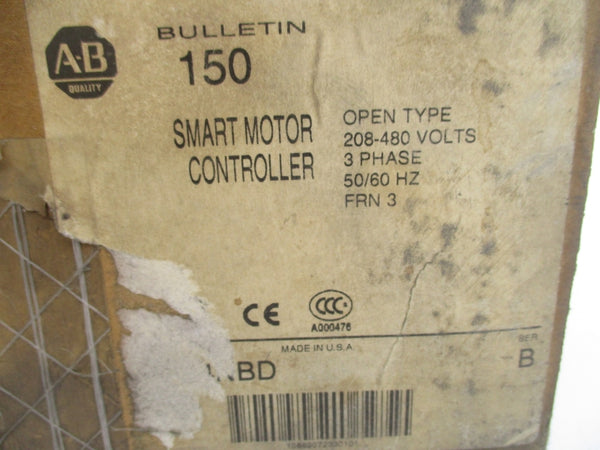 A-B
QUALITY
BULLETIN
150
SMART MOTOR
CONTROLLER
OPEN TYPE
208-480 VOLTS
3 PHASE
50/60 HZ
FRN 3
CE
CCC
A000476
MADE IN U.S.A.
SER.
BD
B